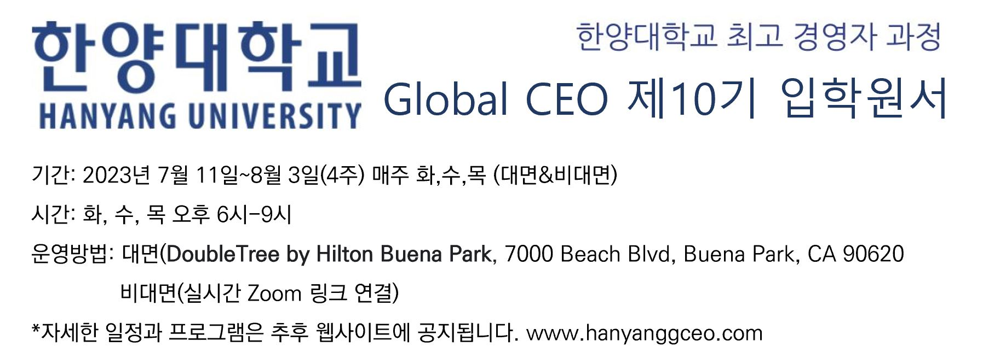 한양대학교
HANYANG UNIVERSITY
한양대학교 최고 경영자 과정
Global CEO 제10기 입학원서
기간: 2023년 7월 11일~8월 3일(4주) 매주 화,수,목 (대면&비대면)
시간: 화, 수, 목 오후 6시-9시
운영방법: 대면(DoubleTree by Hilton Buena Park, 7000 Beach Blvd, Buena Park, CA 90620
비대면(실시간 Zoom 링크 연결)
*자세한 일정과 프로그램은 추후 웹사이트에 공지됩니다. www.hanyanggceo.com